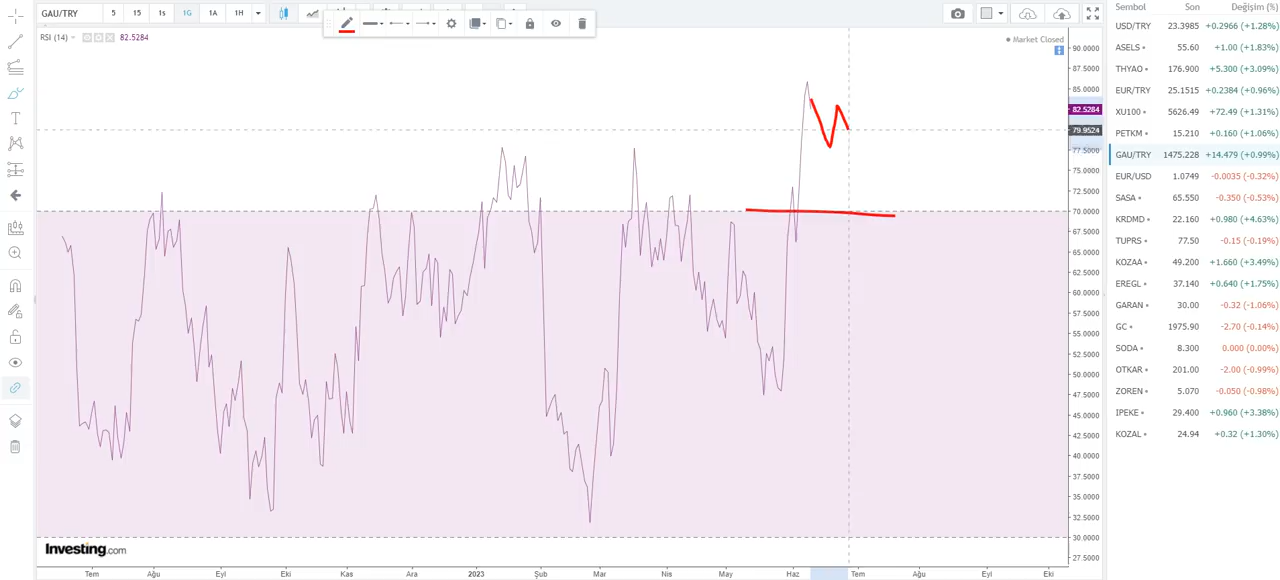 GAU/TRY 5 15 1s 1G 1A 1H
RSI (14) 82.5284
Market Closed
90.0000
87.5000
85.0000
82.5284
79.9524
77.5000
75.0000
72.5000
70.0000
67.5000
65.0000
62.5000
60.0000
57.5000
55.0000
52.5000
50.0000
47.5000
45.0000
42.5000
40.0000
37.5000
35.0000
32.5000
30.0000
27.5000
Investing.com
Tem Ağu Eyl Eki Kas Ara 2023 Şub Mar Nis May Haz Tem Ağu Eyl Eki
Sembol Son Değişim (%)
USD/TRY 23.3985 +0.2966 (+1.28%)
ASELS 55.60 +1.00 (+1.83%)
THYAO 176.900 +5.300 (+3.09%)
EUR/TRY 25.1515 +0.2384 (+0.96%)
XU100 5626.49 +72.49 (+1.31%)
PETKM 15.210 +0.160 (+1.06%)
GAU/TRY 1475.228 +14.479 (+0.99%)
EUR/USD 1.0749 -0.0035 (-0.32%)
SASA 65.550 -0.350 (-0.53%)
KRDMD 22.160 +0.980 (+4.63%)
TUPRS 77.50 -0.15 (-0.19%)
KOZAA 49.200 +1.660 (+3.49%)
EREGL 37.140 +0.640 (+1.75%)
GARAN 30.00 -0.32 (-1.06%)
GC 1975.90 -2.70 (-0.14%)
SODA 8.300 0.000 (0.00%)
OTKAR 201.00 -2.00 (-0.99%)
ZOREN 5.070 -0.050 (-0.98%)
IPEKE 29.400 +0.960 (+3.38%)
KOZAL 24.94 +0.32 (+1.30%)